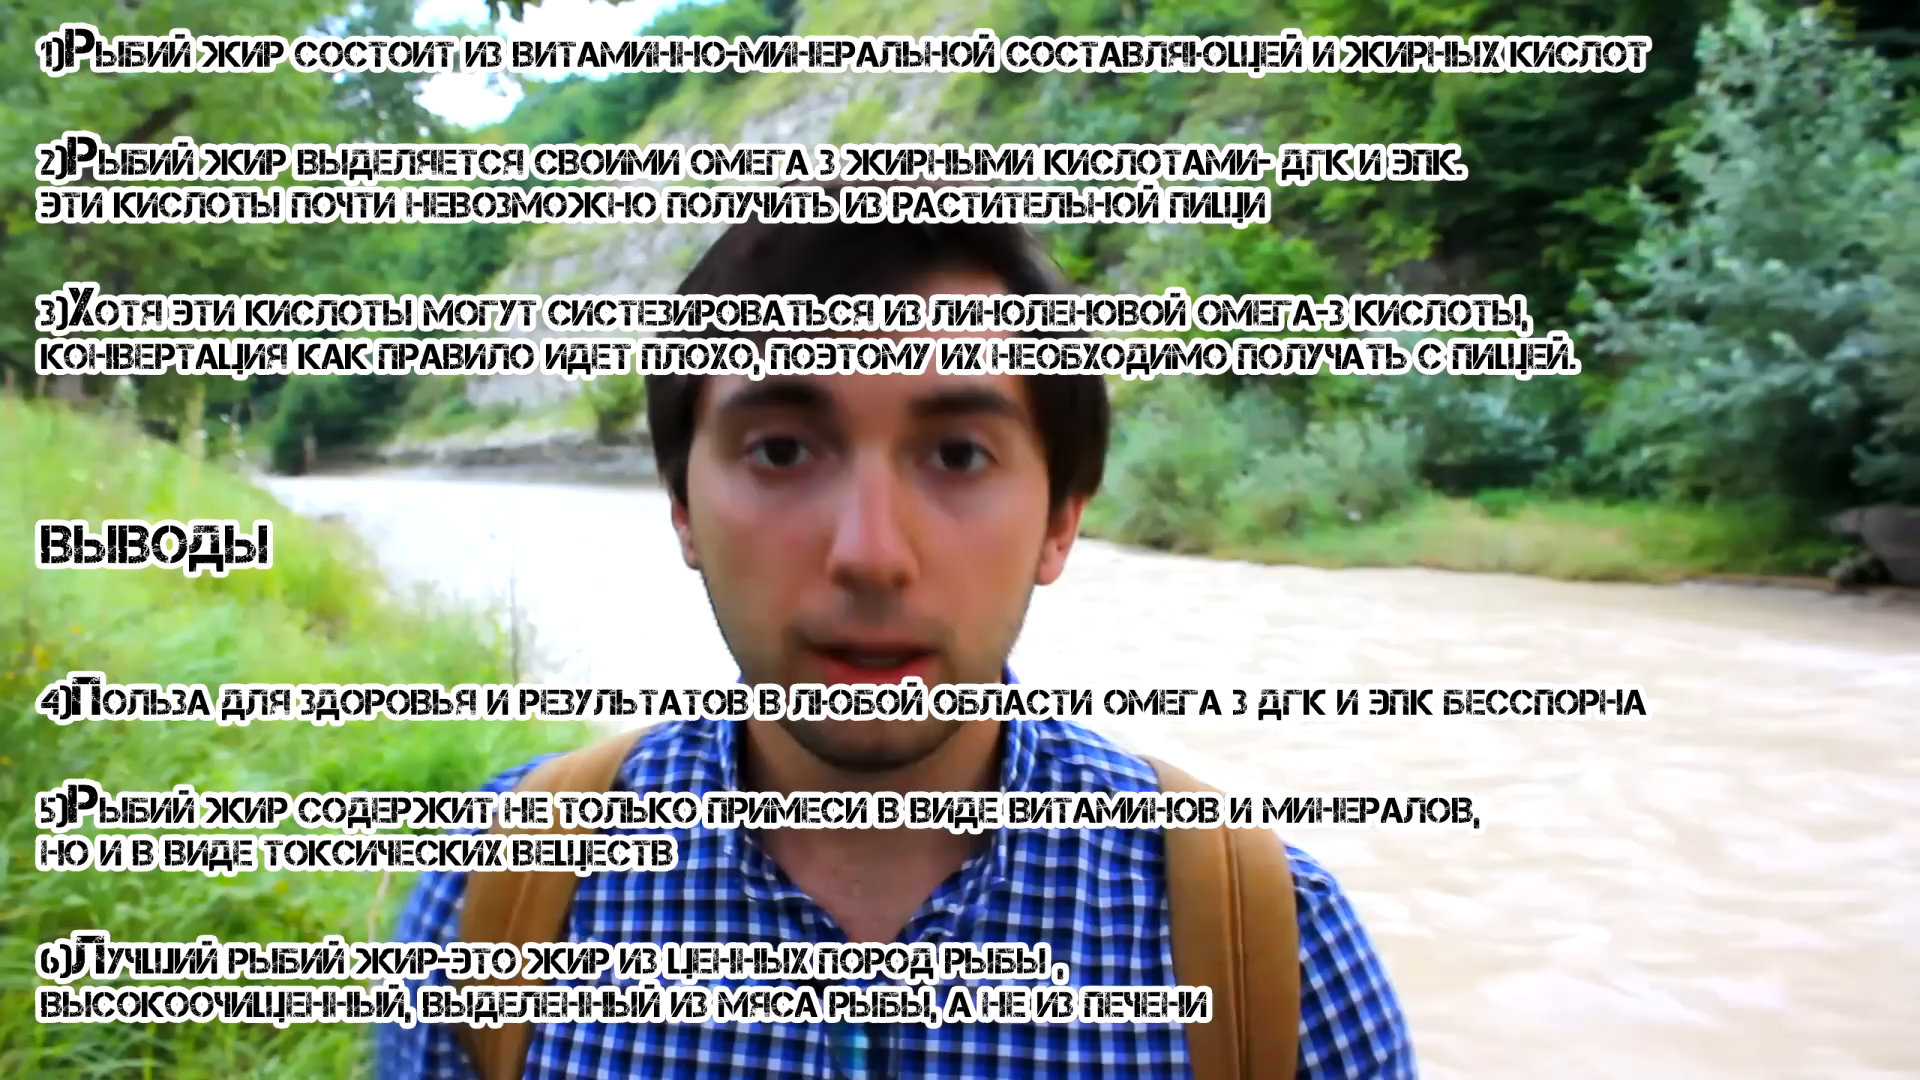 1)Рыбий жир состоит из витаминно-минеральной составляющей и жирных кислот
2)Рыбий жир выделяется своими омега 3 жирными кислотами- ДГК и ЭПК.
эти кислоты почти невозможно получить из растительной пищи
3)Хотя эти кислоты могут систезироваться из линоленовой омега-3 кислоты,
конвертация как правило идет плохо, поэтому их необходимо получать с пищей.
ВЫВОДЫ
4)Польза для здоровья и результатов в любой области омега 3 дгк и эпк бесспорна
5)Рыбий жир содержит не только примеси в виде витаминов и минералов,
но и в виде токсических веществ
6)Лучший рыбий жир-это жир из ценных пород рыбы ,
высокоочищенный, выделенный из мяса рыбы, а не из печени